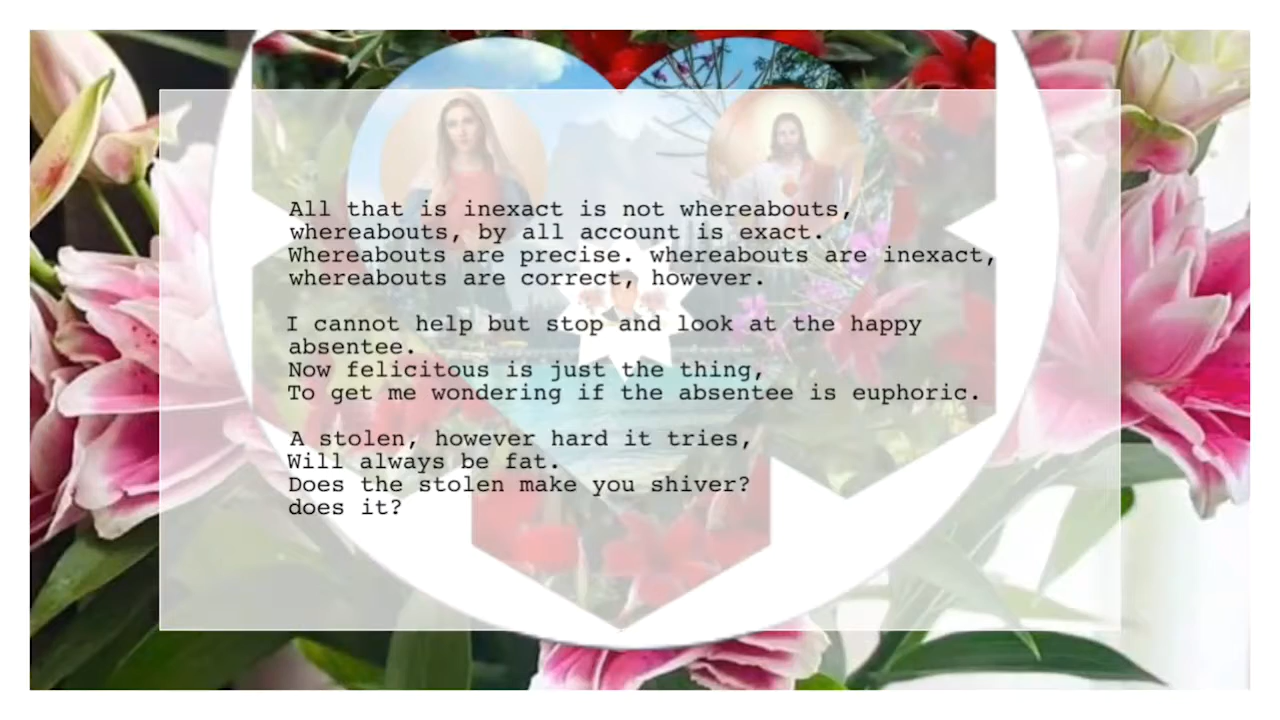 All that is inexact is not whereabouts,
whereabouts, by all account is exact.
Whereabouts are precise. whereabouts are inexact,
whereabouts are correct, however.
I cannot help but stop and look at the happy
absentee.
Now felicitous is just the thing,
To get me wondering if the absentee is euphoric.
A stolen, however hard it tries,
Will always be fat.
Does the stolen make you shiver?
does it?